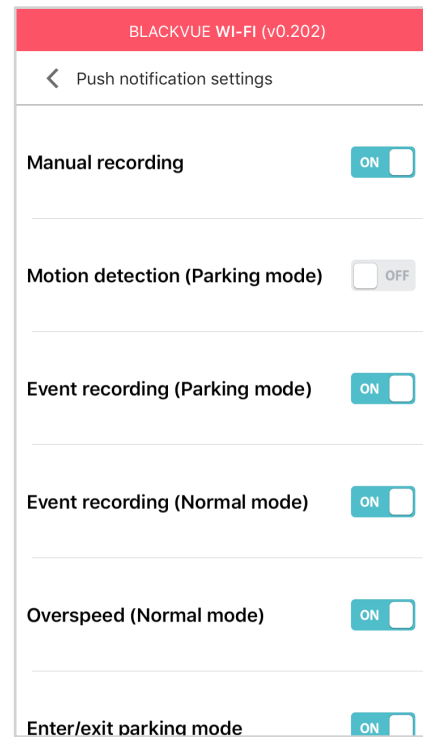 BLACKVUE WI-FI (v0.202)
Push notification settings
Manual recording ON
Motion detection (Parking mode) OFF
Event recording (Parking mode) ON
Event recording (Normal mode) ON
Overspeed (Normal mode) ON
Enter/exit parking mode ON